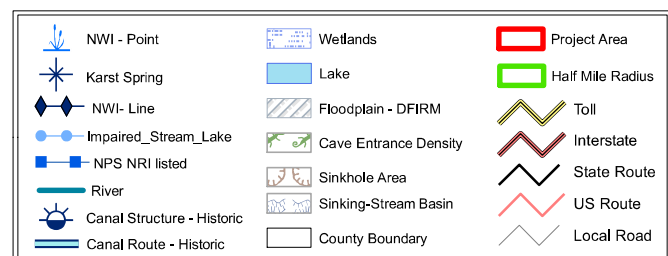 NWI - Point
Karst Spring
NWI- Line
Impaired_Stream_Lake
NPS NRI listed
River
Canal Structure - Historic
Canal Route - Historic
Wetlands
Lake
Floodplain - DFIRM
Cave Entrance Density
Sinkhole Area
Sinking-Stream Basin
County Boundary
Project Area
Half Mile Radius
Toll
Interstate
State Route
US Route
Local Road